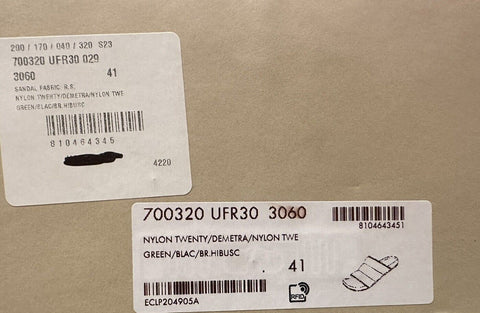 200 / 170 / 040 / 320 S23
700320 UFR30 029
3060 41
SANDAL FABRIC R.S.
NYLON TWENTY/DEMETRA/NYLON TWE
GREEN/BLAC/BR.HIBUSC
810464345
4220
700320 UFR30 3060
8104643451
NYLON TWENTY/DEMETRA/NYLON TWE
GREEN/BLAC/BR.HIBUSC
41
RFID
ECLP204905A